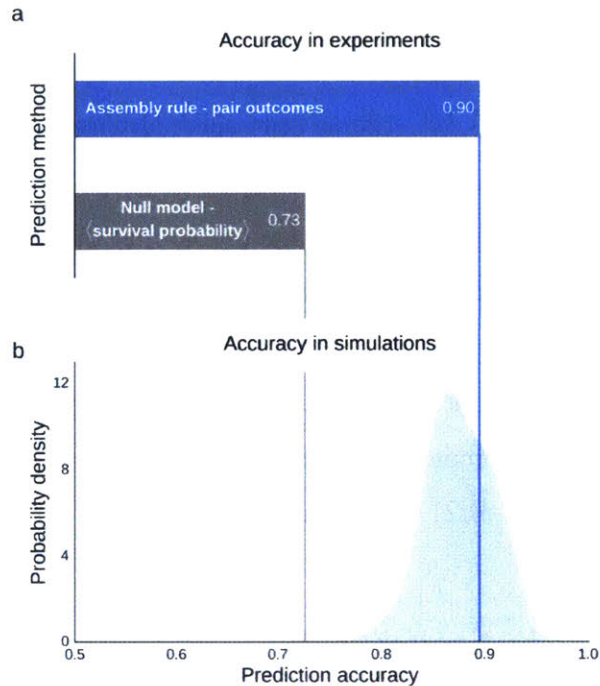 a
Accuracy in experiments
Prediction method
Assembly rule - pair outcomes 0.90
Null model -
⟨survival probability⟩ 0.73
b
Accuracy in simulations
Probability density
12
8
4
0
0.5 0.6 0.7 0.8 0.9 1.0
Prediction accuracy